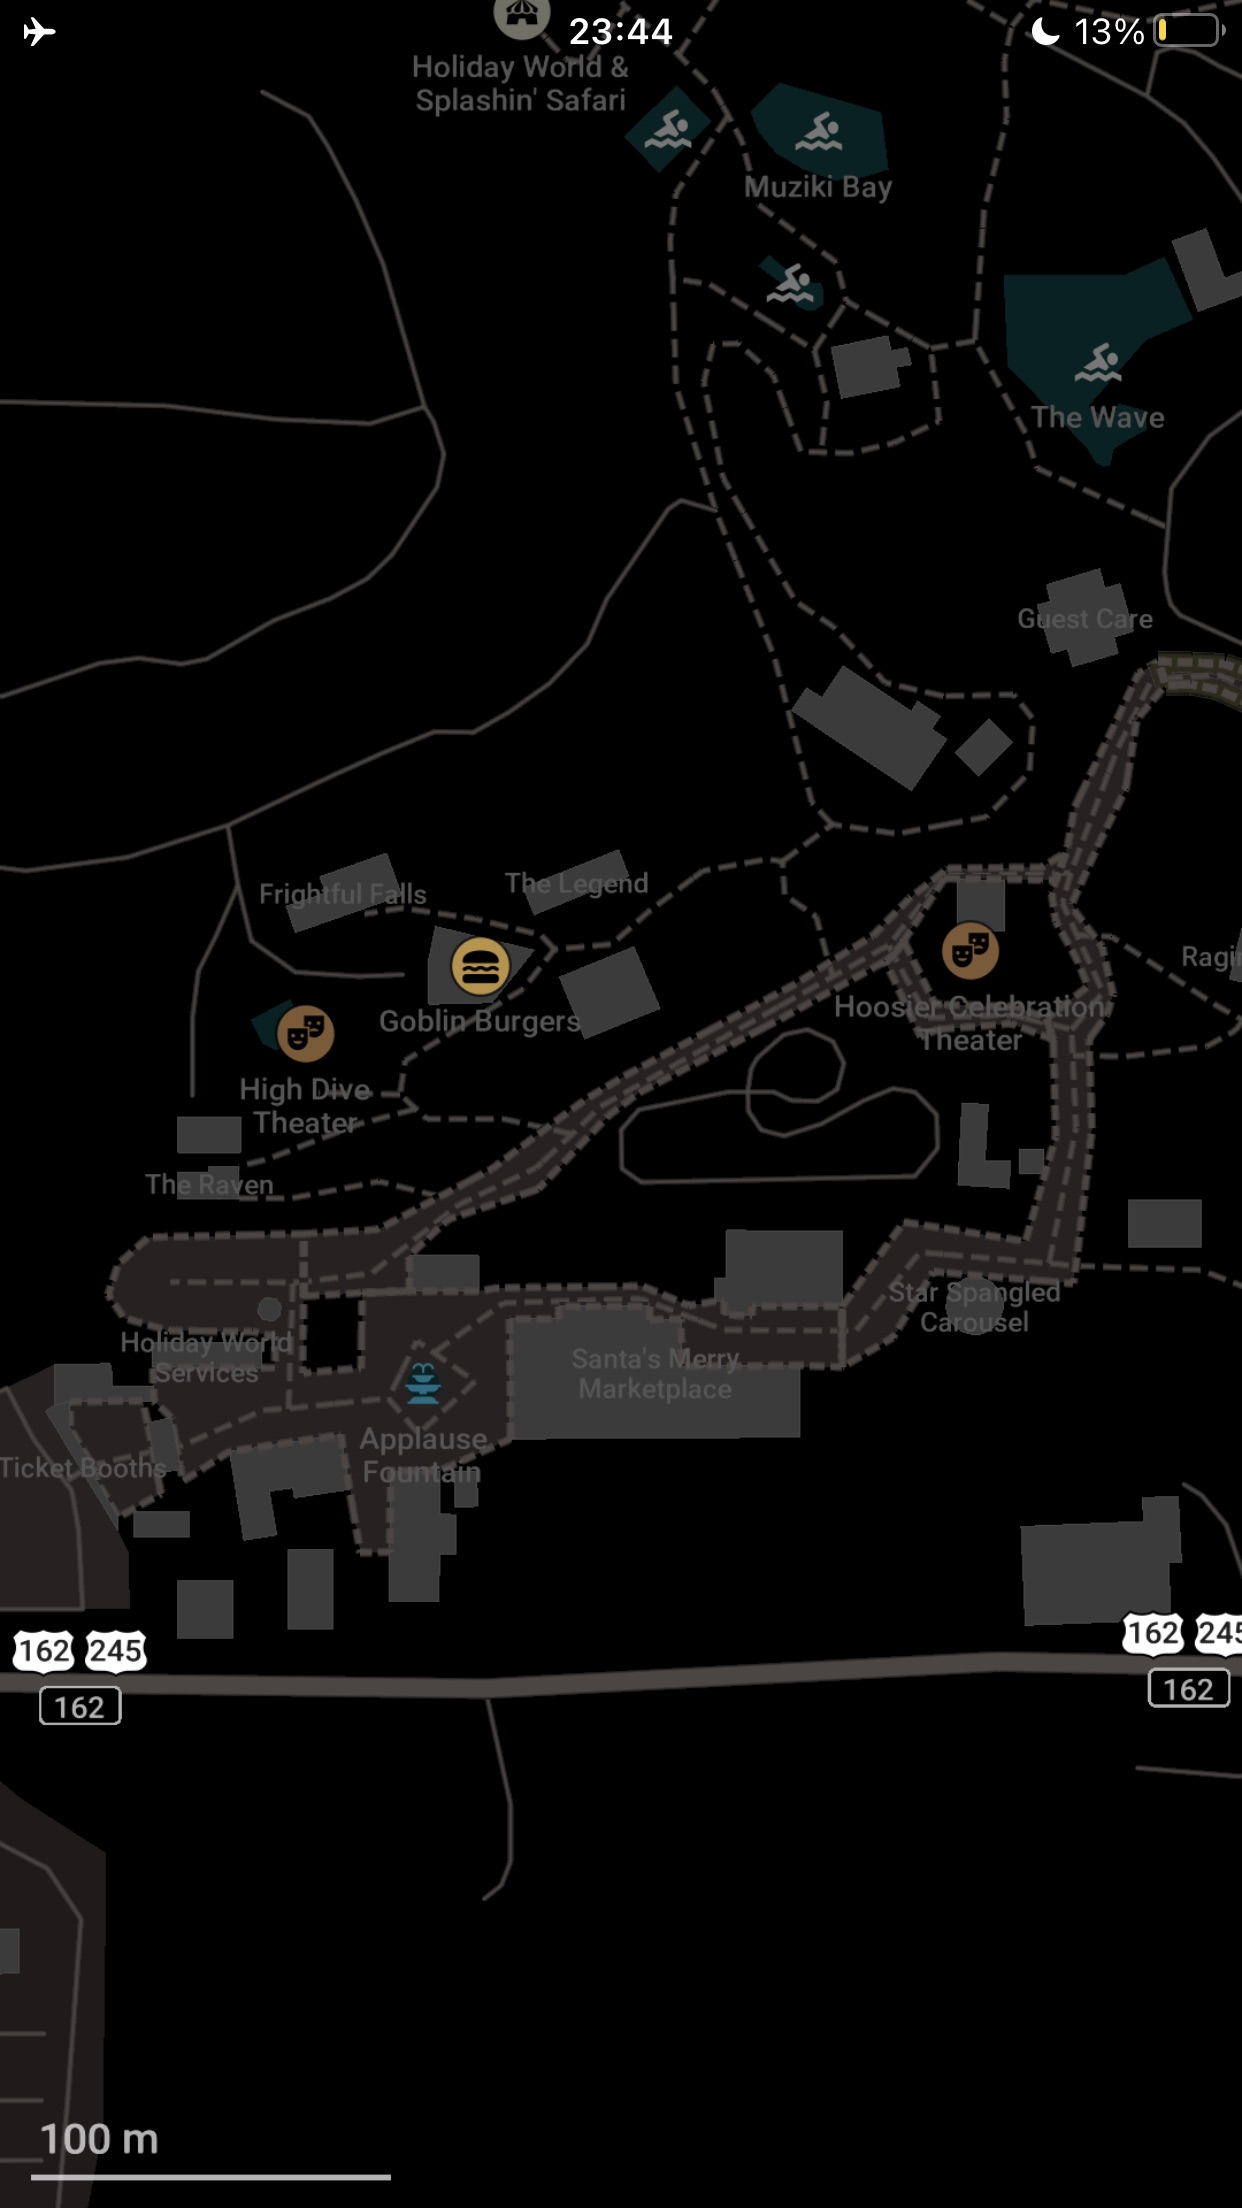 23:44
13%
Holiday World &
Splashin' Safari
Muziki Bay
The Wave
Guest Care
Frightful Falls
The Legend
Goblin Burgers
Hoosier Celebration
Theater
Ragin
High Dive
Theater
The Raven
Star Spangled
Carousel
Holiday World
Services
Santa's Merry
Marketplace
Applause
Fountain
Ticket Booths
162 245
162
162 245
162
100 m